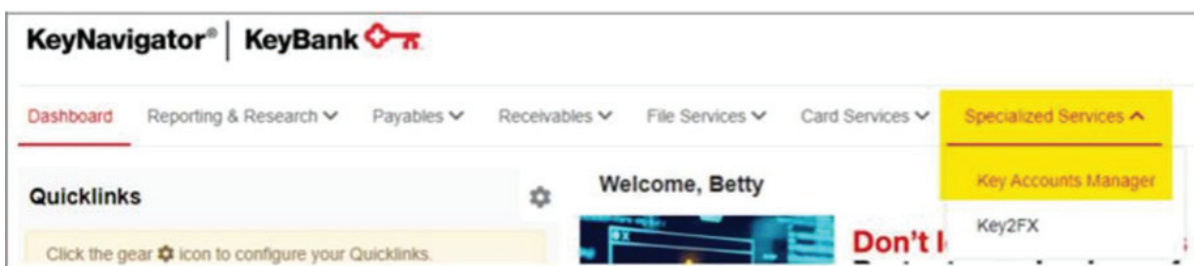 KeyNavigator® | KeyBank
Dashboard Reporting & Research Payables Receivables File Services Card Services Specialized Services
Quicklinks
Welcome, Betty
Key Accounts Manager
Click the gear icon to configure your Quicklinks.
Key2FX
Don't